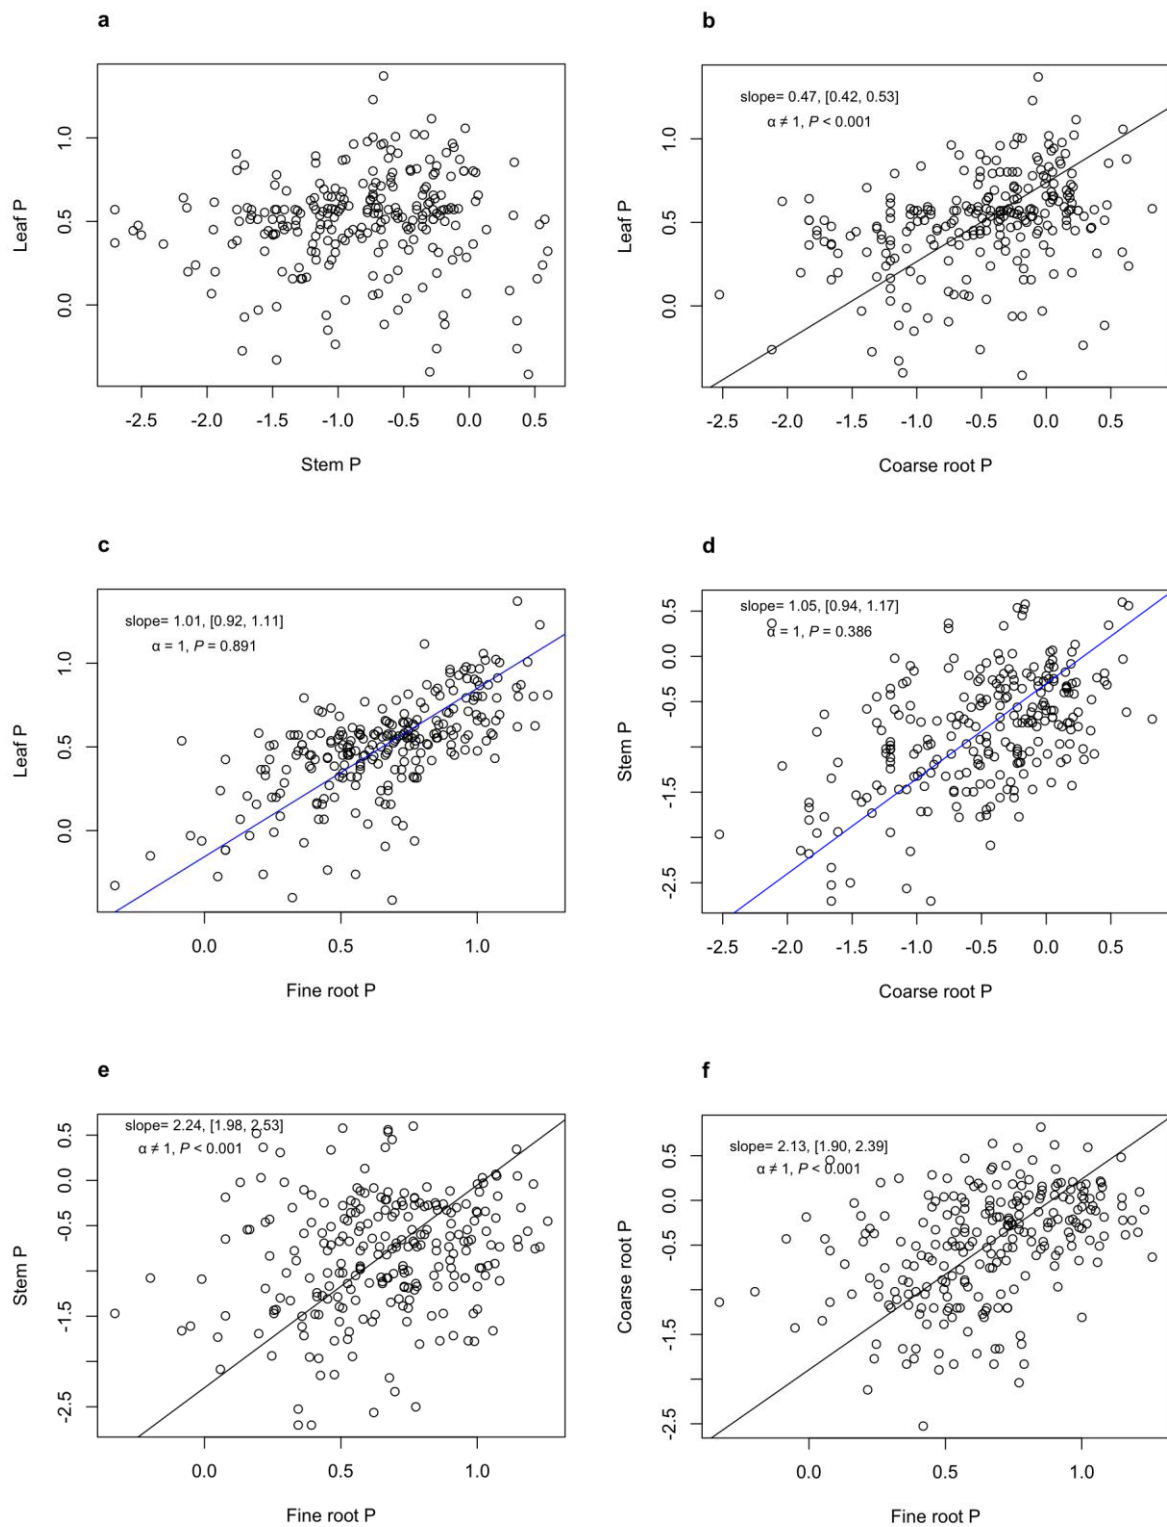 a
1.0
0.5
0.0
Leaf P
-2.5 -2.0 -1.5 -1.0 -0.5 0.0 0.5
Stem P
b
slope= 0.47, [0.42, 0.53]
α ≠ 1, P < 0.001
1.0
0.5
0.0
Leaf P
-2.5 -2.0 -1.5 -1.0 -0.5 0.0 0.5
Coarse root P
c
slope= 1.01, [0.92, 1.11]
α = 1, P = 0.891
1.0
0.5
0.0
Leaf P
0.0 0.5 1.0
Fine root P
d
slope= 1.05, [0.94, 1.17]
α = 1, P = 0.386
0.5
0.0
-0.5
-1.5
-2.5
Stem P
-2.5 -2.0 -1.5 -1.0 -0.5 0.0 0.5
Coarse root P
e
slope= 2.24, [1.98, 2.53]
α ≠ 1, P < 0.001
0.5
0.0
-0.5
-1.5
-2.5
Stem P
0.0 0.5 1.0
Fine root P
f
slope= 2.13, [1.90, 2.39]
α ≠ 1, P < 0.001
0.5
0.0
-0.5
-1.5
-2.5
Coarse root P
0.0 0.5 1.0
Fine root P